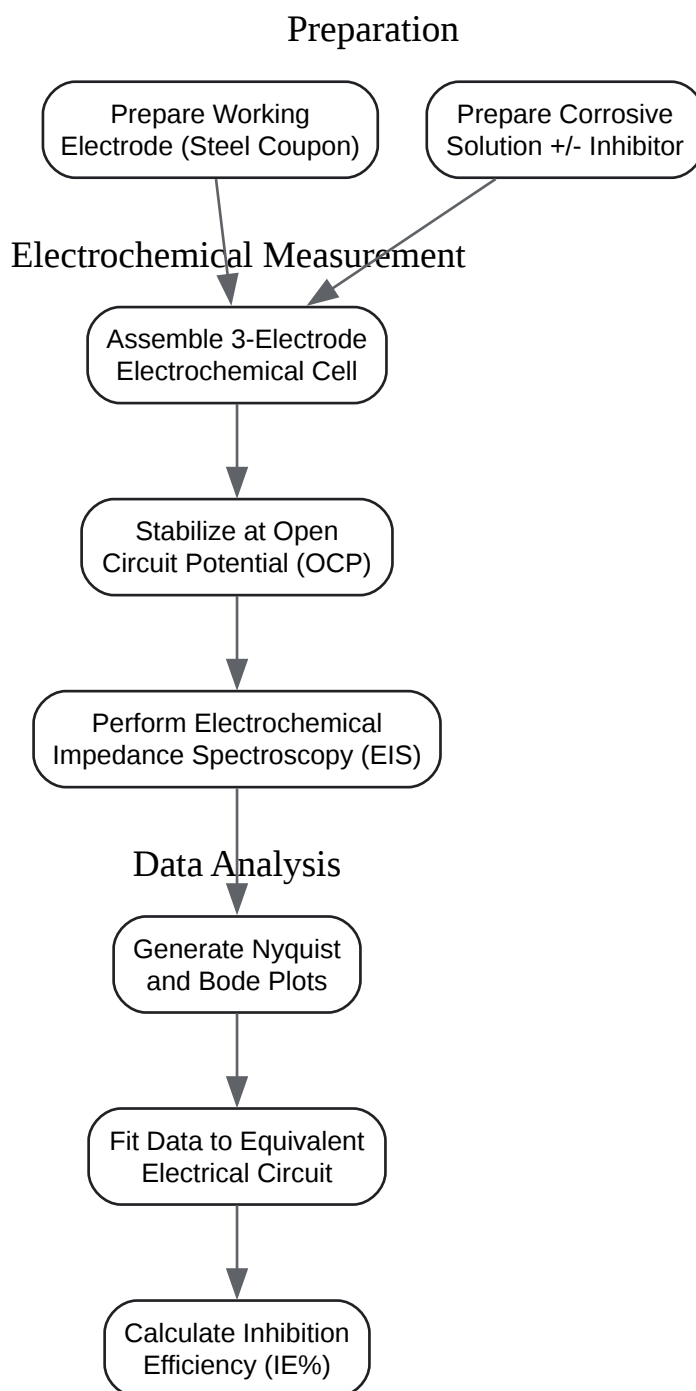 Preparation
Prepare Working
Electrode (Steel Coupon)
Prepare Corrosive
Solution +/- Inhibitor
Electrochemical Measurement
Assemble 3-Electrode
Electrochemical Cell
Stabilize at Open
Circuit Potential (OCP)
Perform Electrochemical
Impedance Spectroscopy (EIS)
Data Analysis
Generate Nyquist
and Bode Plots
Fit Data to Equivalent
Electrical Circuit
Calculate Inhibition
Efficiency (IE%)